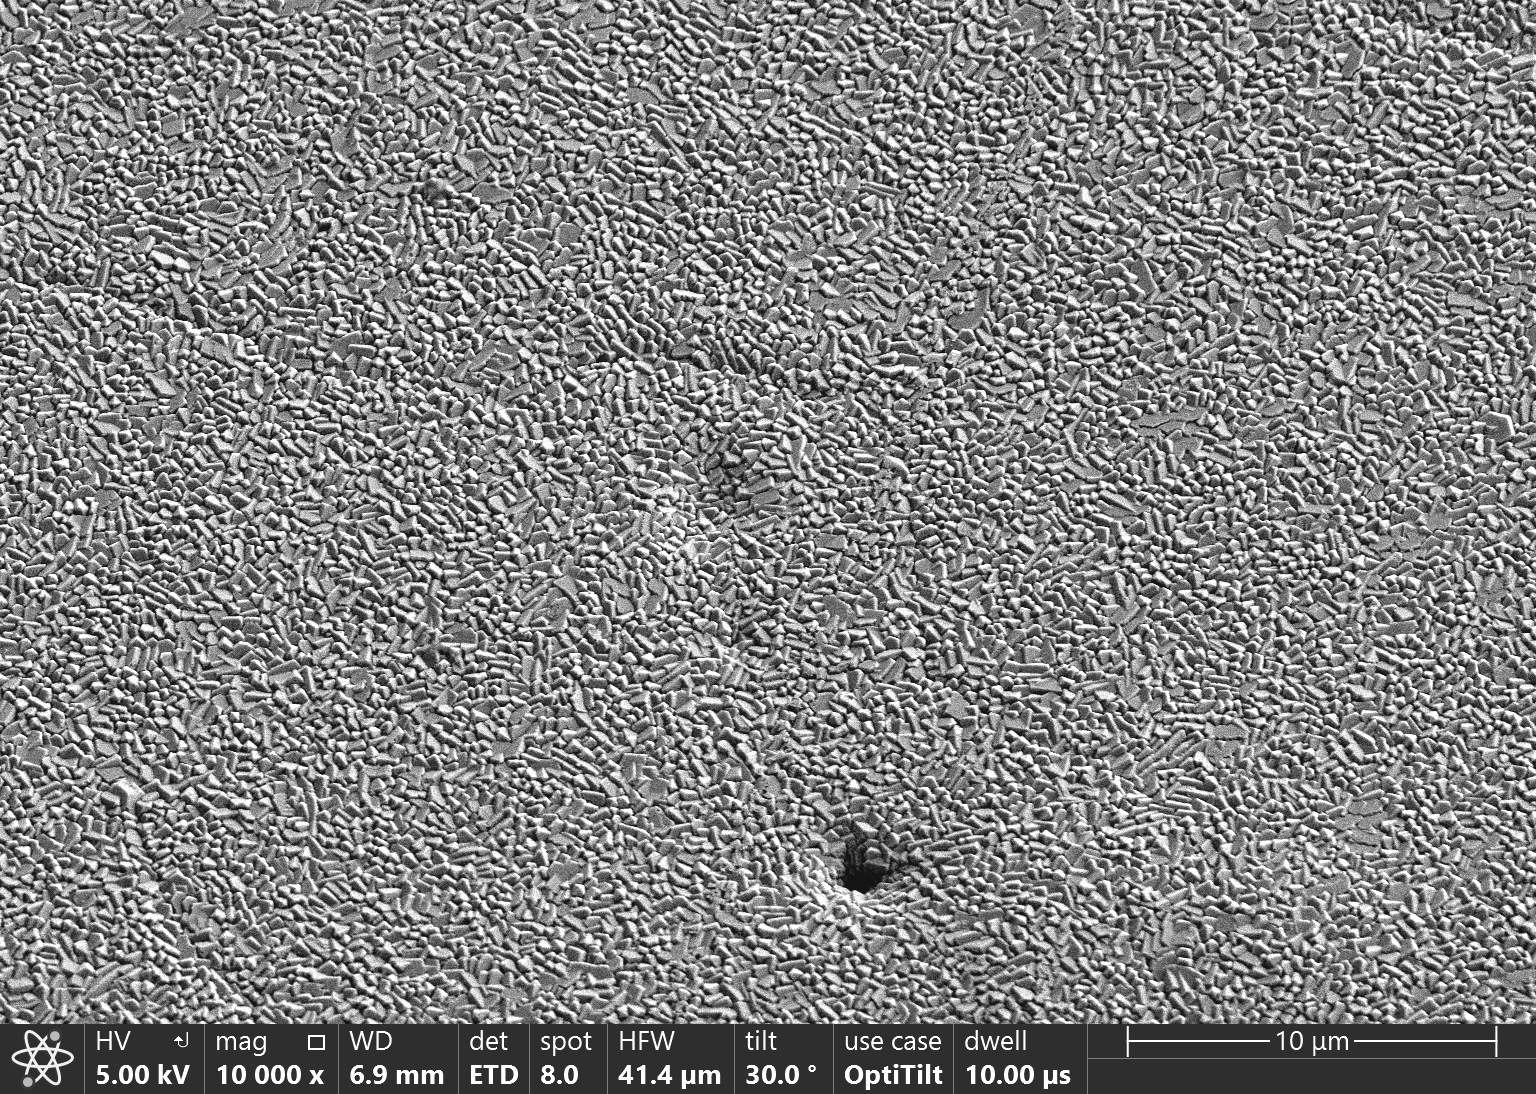 HV mag WD det spot HFW tilt use case dwell
5.00 kV 10 000 x 6.9 mm ETD 8.0 41.4 µm 30.0 ° OptiTilt 10.00 µs
10 µm